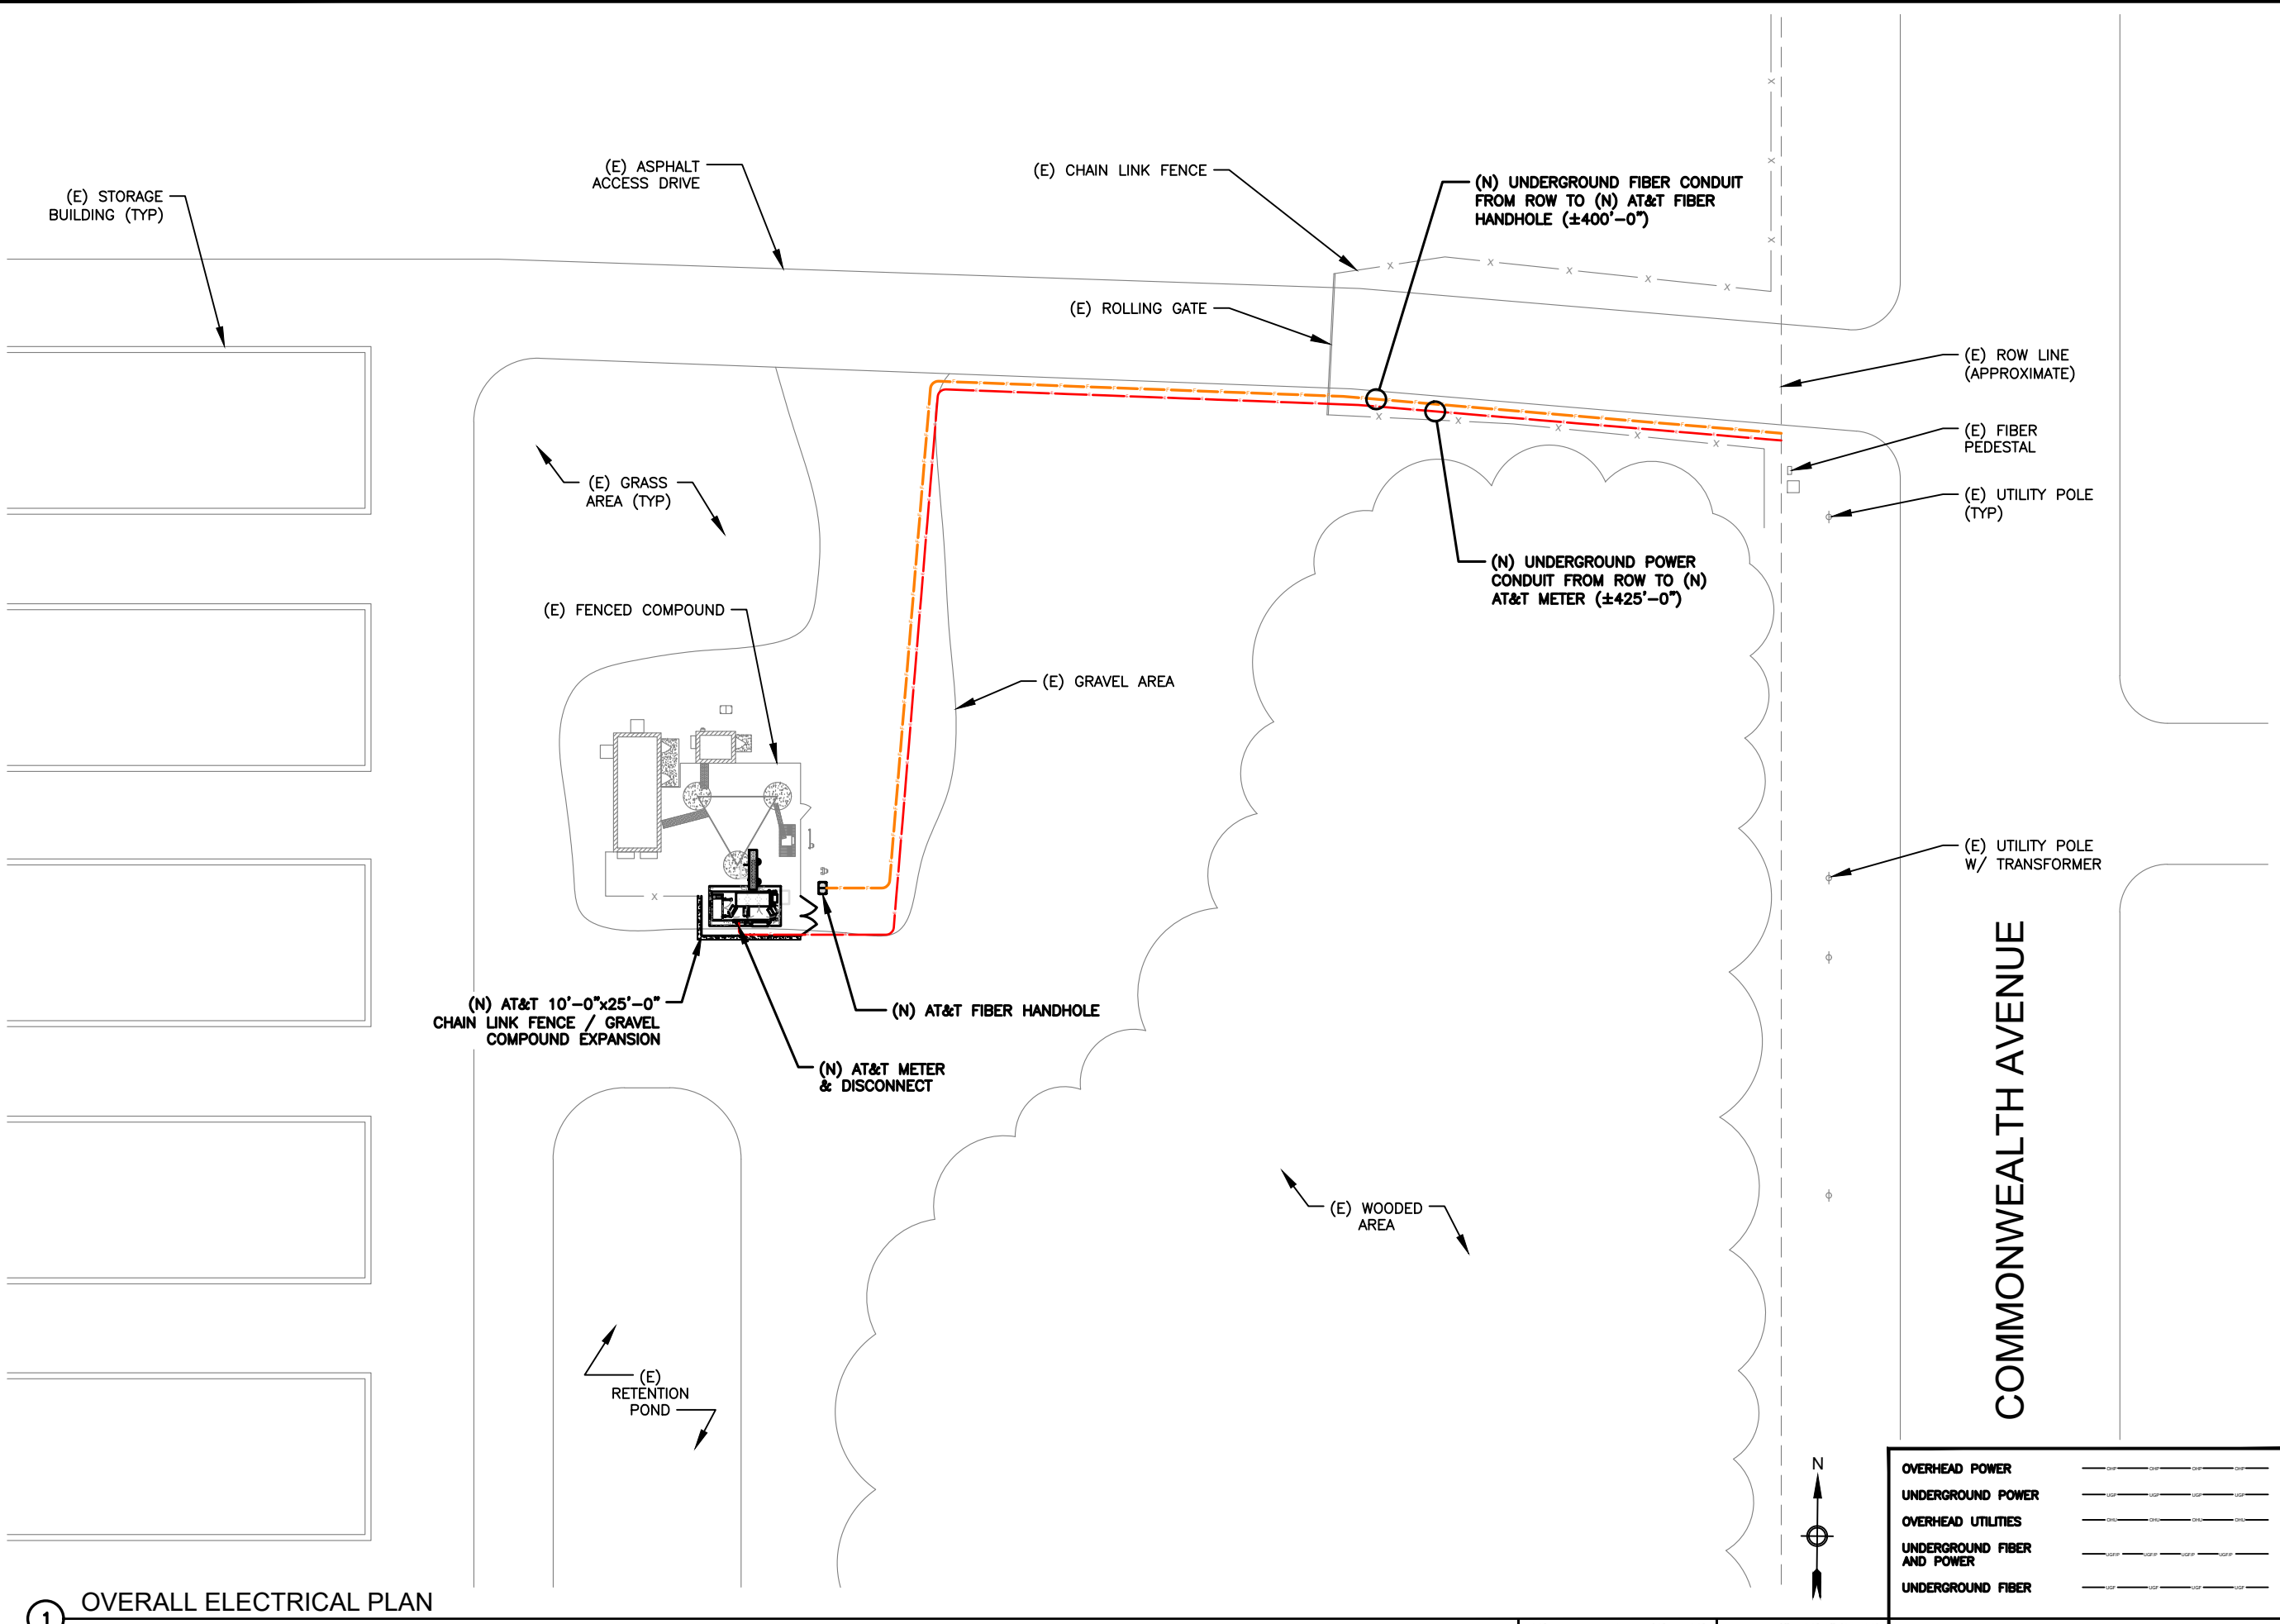 (E) STORAGE
BUILDING (TYP)
(E) ASPHALT
ACCESS DRIVE
(E) CHAIN LINK FENCE
(N) UNDERGROUND FIBER CONDUIT
FROM ROW TO (N) AT&T FIBER
HANDHOLE (±400'-0")
(E) ROLLING GATE
(E) ROW LINE
(APPROXIMATE)
(E) FIBER
PEDESTAL
(E) GRASS
AREA (TYP)
(E) UTILITY POLE
(TYP)
(N) UNDERGROUND POWER
CONDUIT FROM ROW TO (N)
AT&T METER (±425'-0")
(E) FENCED COMPOUND
(E) GRAVEL AREA
(E) UTILITY POLE
W/ TRANSFORMER
(N) AT&T 10'-0"x25'-0"
CHAIN LINK FENCE / GRAVEL
COMPOUND EXPANSION
(N) AT&T FIBER HANDHOLE
(N) AT&T METER
& DISCONNECT
COMMONWEALTH AVENUE
(E) WOODED
AREA
(E)
RETENTION
POND
N
OVERHEAD POWER
UNDERGROUND POWER
OVERHEAD UTILITIES
UNDERGROUND FIBER
AND POWER
UNDERGROUND FIBER
1 OVERALL ELECTRICAL PLAN